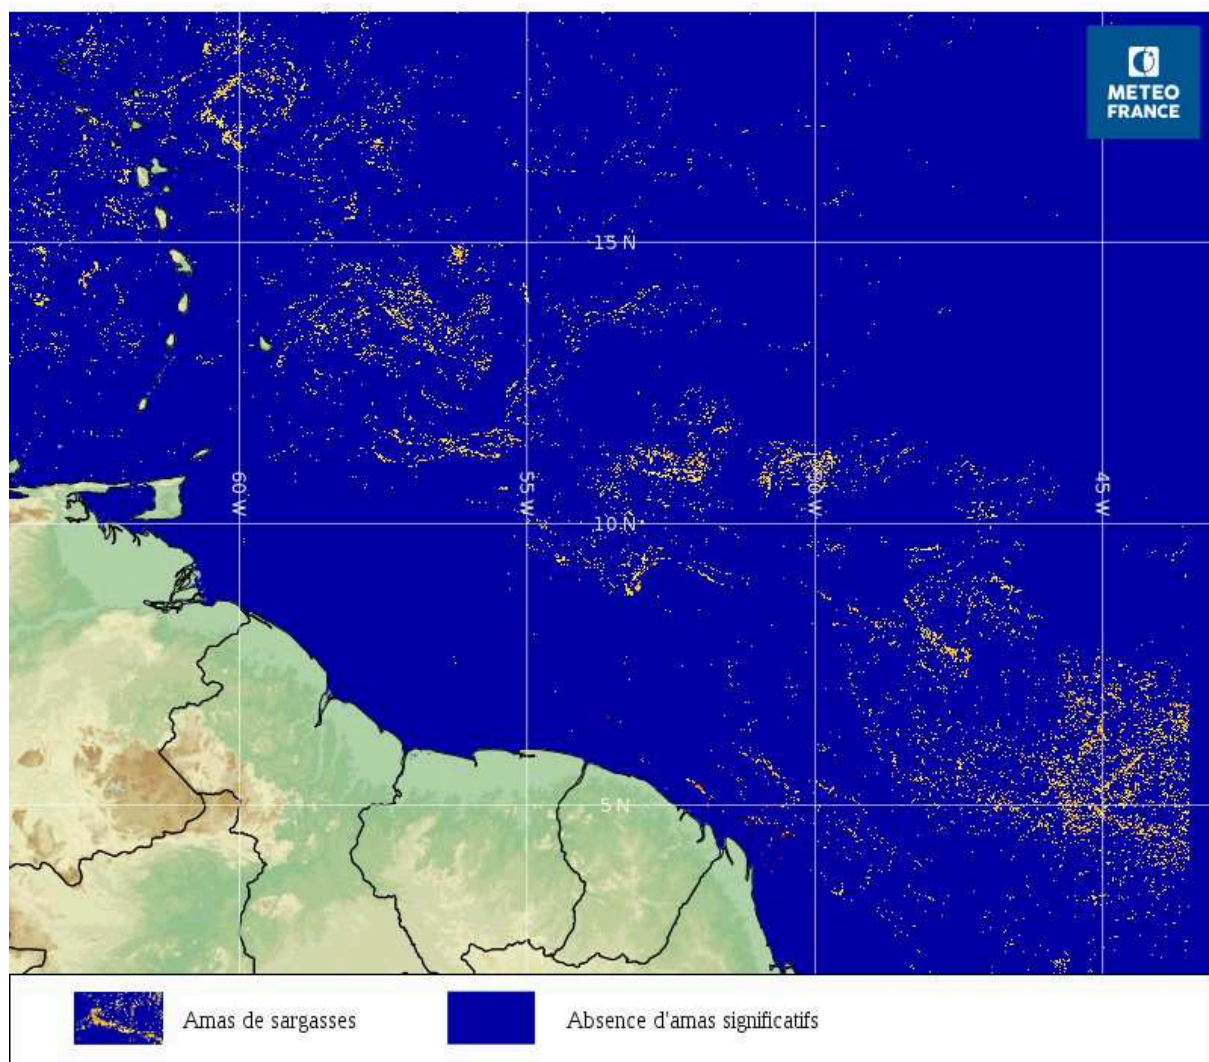 METEO
FRANCE
15 N
60 W
55 W
50 W
45 W
10 N
5 N
Amas de sargasses
Absence d'amas significatifs